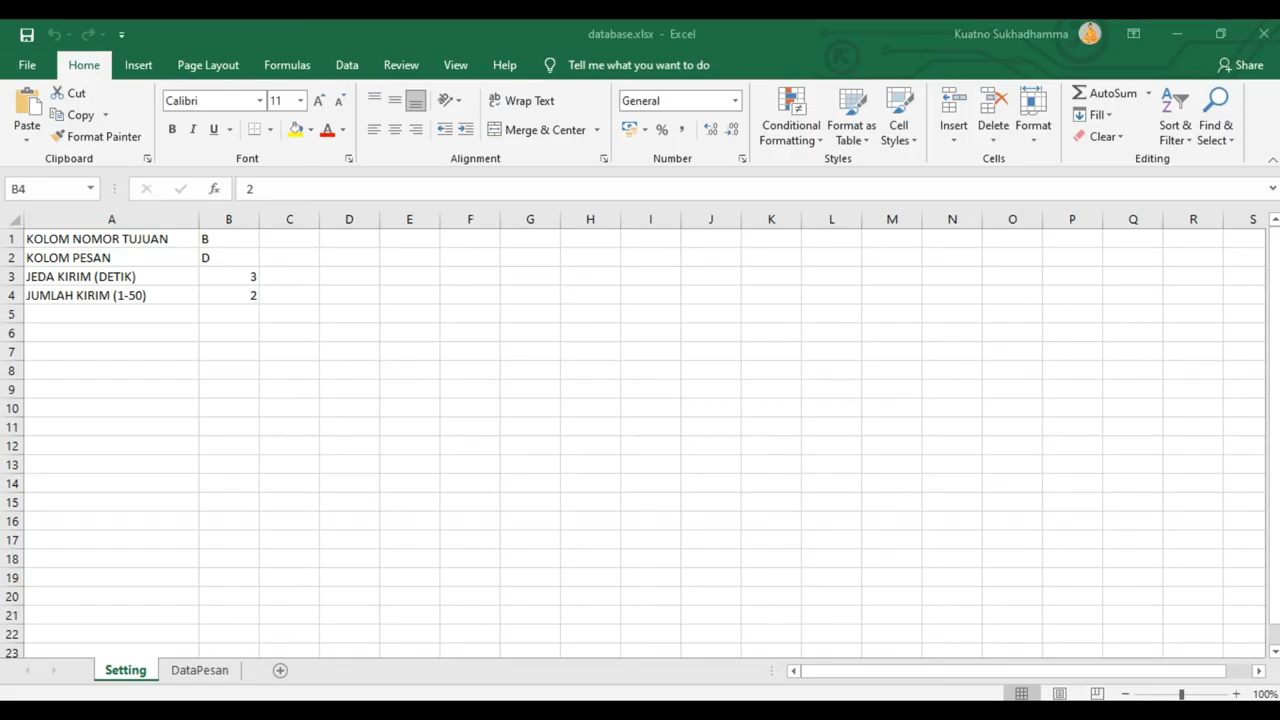 database.xlsx - Excel
Kuatno Sukhadhamma
File Home Insert Page Layout Formulas Data Review View Help Tell me what you want to do Share
Paste
Cut
Copy
Format Painter
Clipboard
Calibri 11
A A
B I U A
Font
Wrap Text
Merge & Center
Alignment
General
% ,
Number
Conditional Formatting
Format as Table
Cell Styles
Styles
Insert Delete Format
Cells
AutoSum
Fill
Clear
Sort & Filter
Find & Select
Editing
B4 fx 2
A B C D E F G H I J K L M N O P Q R S
1 KOLOM NOMOR TUJUAN B
2 KOLOM PESAN D
3 JEDA KIRIM (DETIK) 3
4 JUMLAH KIRIM (1-50) 2
5
6
7
8
9
10
11
12
13
14
15
16
17
18
19
20
21
22
23
Setting DataPesan
100%